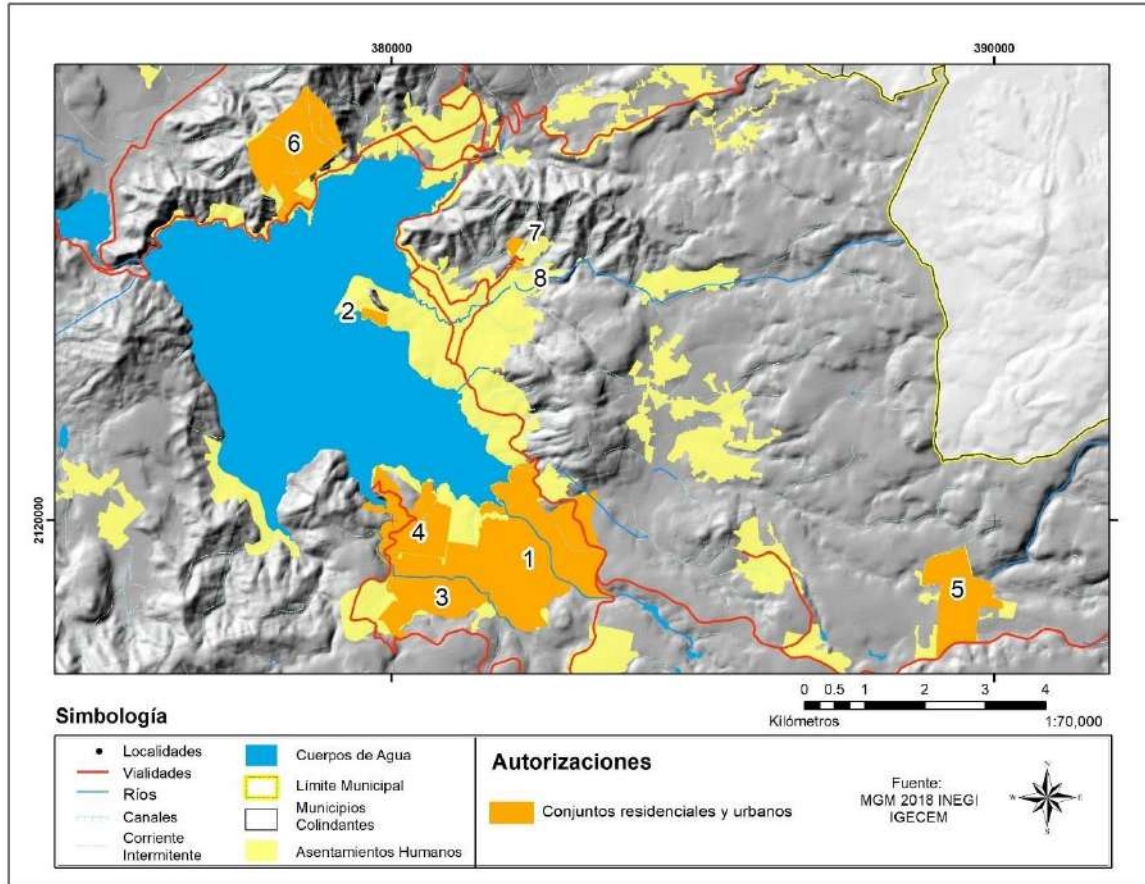 380000
390000
6
7
8
2
2120000
4
1
3
5
0 0.5 1 2 3 4
Kilómetros
1:70,000
Simbología
Localidades
Vialidades
Ríos
Canales
Corriente
Intermitente
Cuerpos de Agua
Límite Municipal
Municipios
Colindantes
Asentamientos Humanos
Autorizaciones
Conjuntos residenciales y urbanos
Fuente:
MGM 2018 INEGI
IGECEM
N
W
E
S